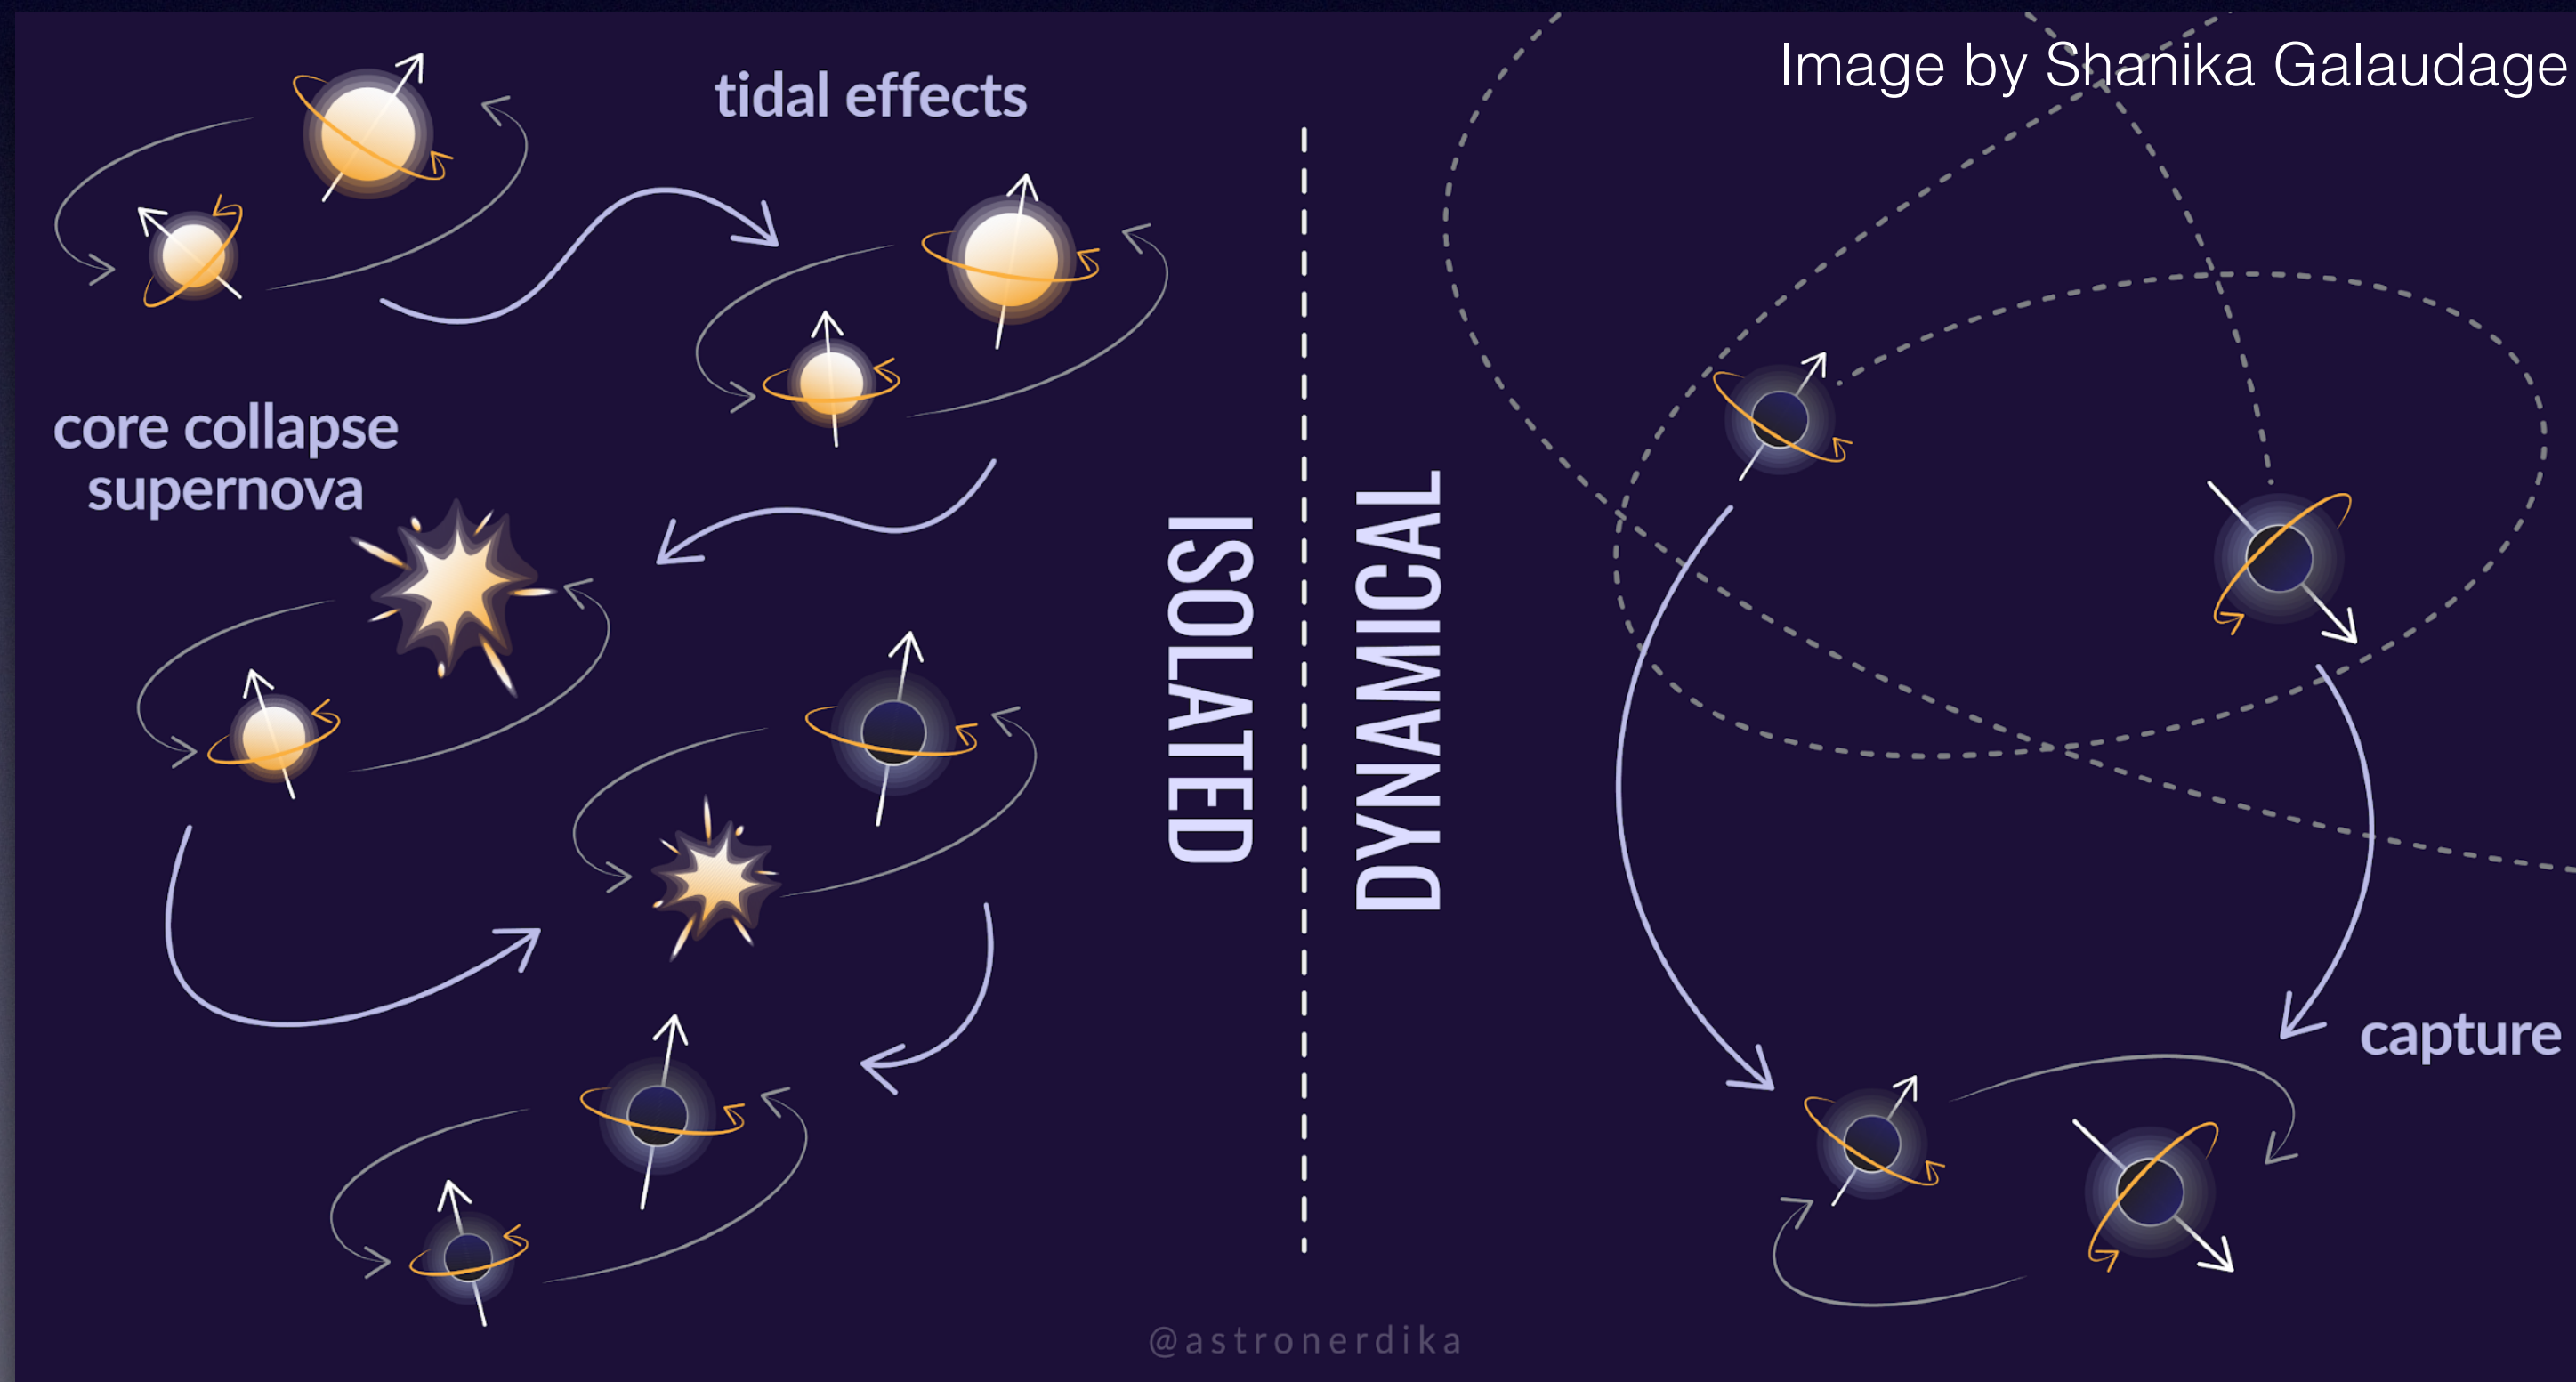 Image by Shanika Galaudage
tidal effects
core collapse
supernova
ISOLATED
DYNAMICAL
capture
@astronerdika